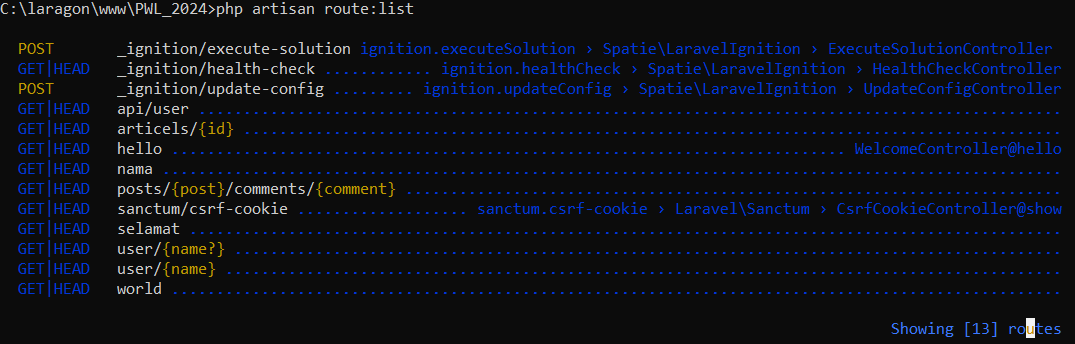 C:\laragon\www\PWL_2024>php artisan route:list
POST _ignition/execute-solution ignition.executeSolution › Spatie\LaravelIgnition › ExecuteSolutionController
GET|HEAD _ignition/health-check ............ ignition.healthCheck › Spatie\LaravelIgnition › HealthCheckController
POST _ignition/update-config ......... ignition.updateConfig › Spatie\LaravelIgnition › UpdateConfigController
GET|HEAD api/user ................................................................................................
GET|HEAD articels/{id} ...........................................................................................
GET|HEAD hello ........................................................................... WelcomeController@hello
GET|HEAD nama ....................................................................................................
GET|HEAD posts/{post}/comments/{comment} .........................................................................
GET|HEAD sanctum/csrf-cookie ................... sanctum.csrf-cookie › Laravel\Sanctum › CsrfCookieController@show
GET|HEAD selamat .................................................................................................
GET|HEAD user/{name?} ............................................................................................
GET|HEAD user/{name} .............................................................................................
GET|HEAD world ...................................................................................................
Showing [13] routes